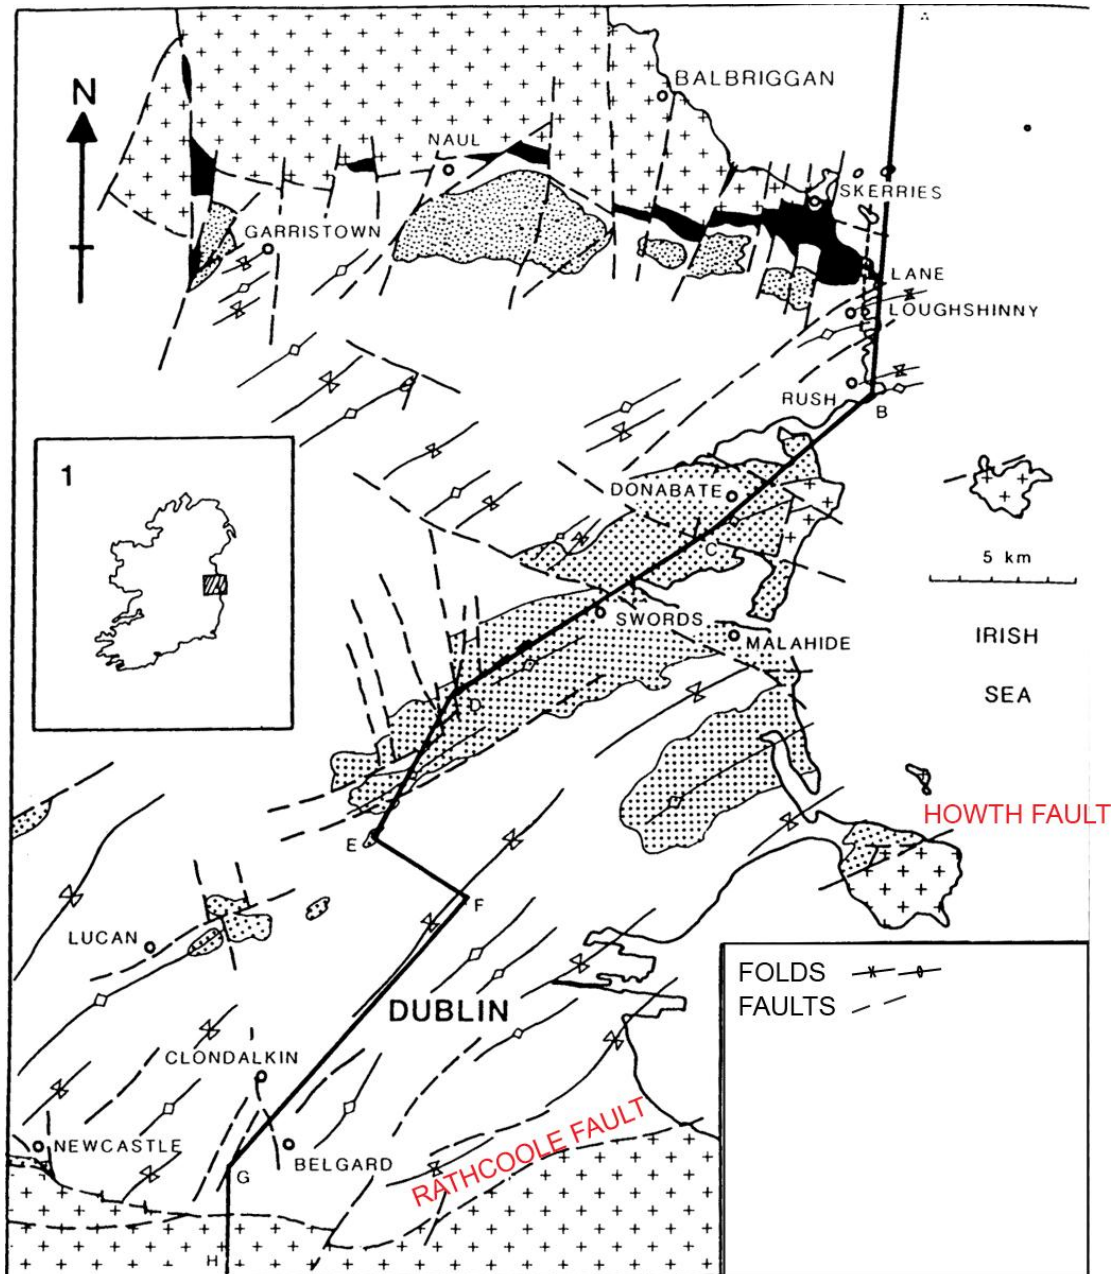 N
BALBRIGGAN
NAUL
SKERRIES
GARRISTOWN
LANE
LOUGHSHINNY
RUSH
B
1
DONABATE
C
5 km
SWORDS
MALAHIDE
IRISH
SEA
D
HOWTH FAULT
E
F
LUCAN
FOLDS
FAULTS
DUBLIN
CLONDALKIN
NEWCASTLE
BELGARD
RATHCOOLE FAULT
G
H